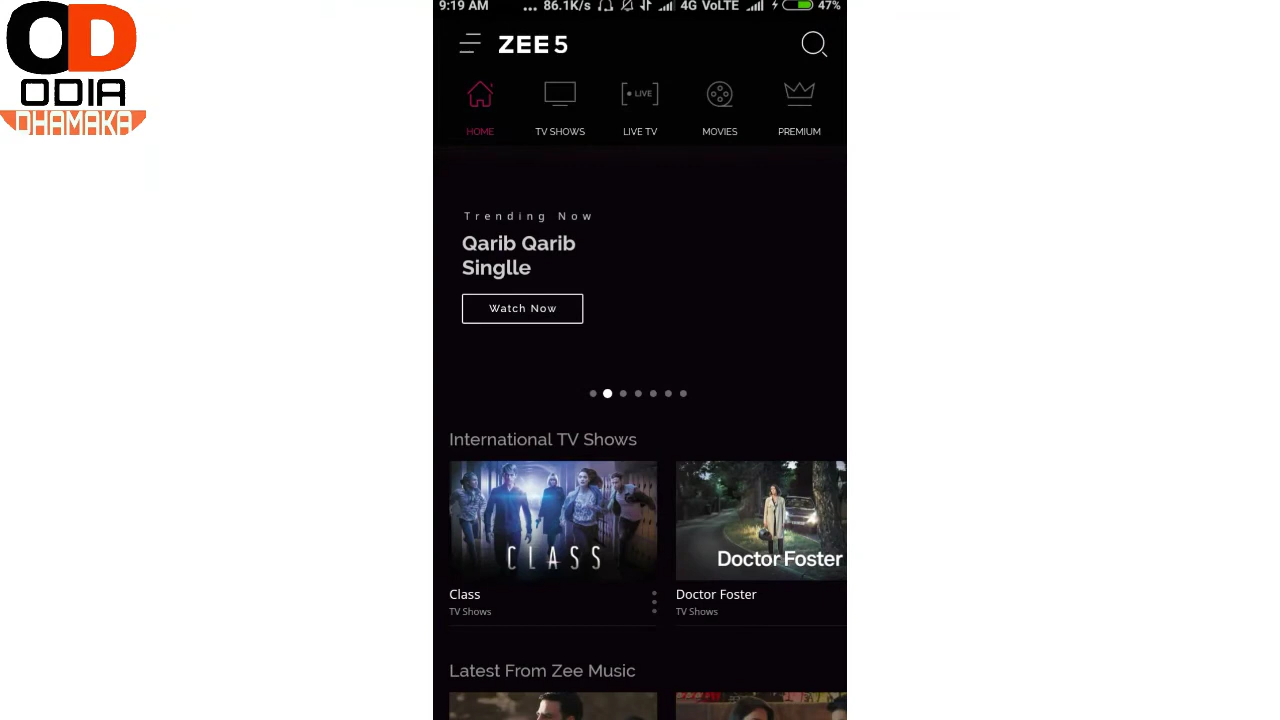 OD
ODIA
DHAMAKA
9:19 AM ... 86.1K/s 4G VoLTE 47%
ZEE5
LIVE
HOME TV SHOWS LIVE TV MOVIES PREMIUM
Trending Now
Qarib Qarib
Singlle
Watch Now
International TV Shows
CLASS
Doctor Foster
Class
TV Shows
Doctor Foster
TV Shows
Latest From Zee Music